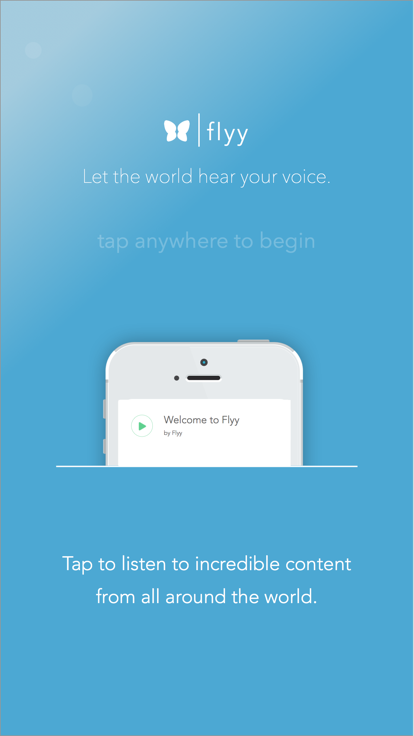 flyy
Let the world hear your voice.
tap anywhere to begin
Welcome to Flyy
by Flyy
Tap to listen to incredible content
from all around the world.